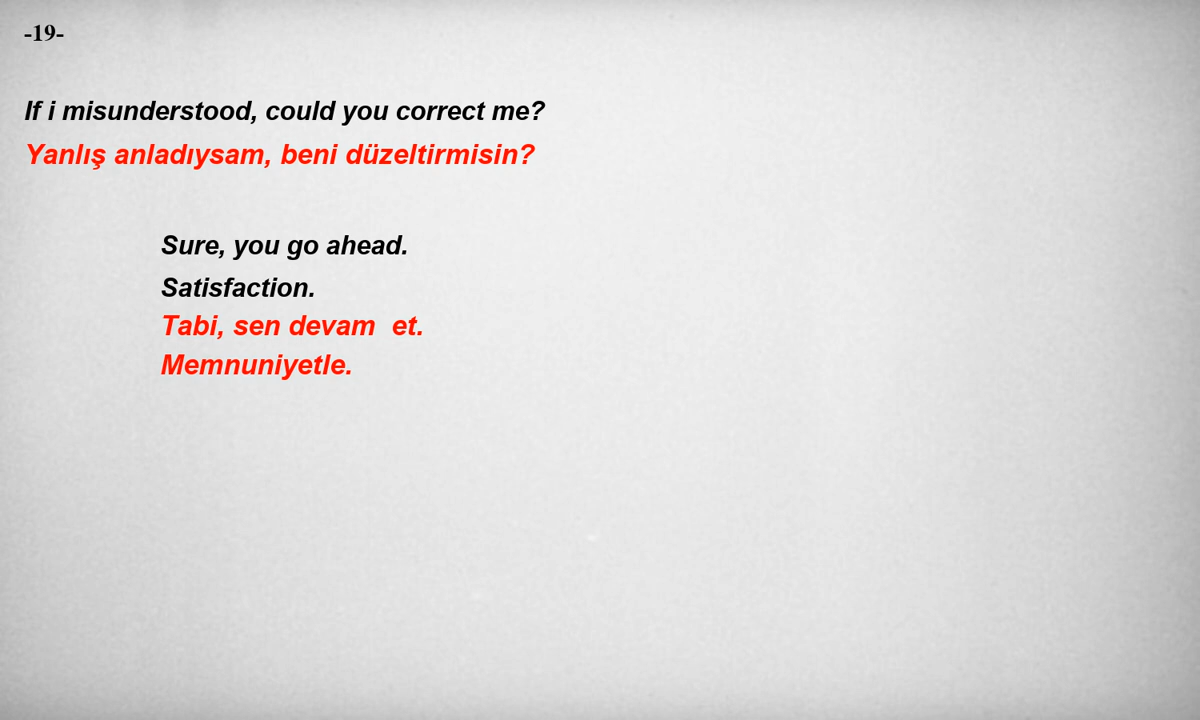 -19-
If i misunderstood, could you correct me?
Yanlış anladıysam, beni düzeltirmisin?
Sure, you go ahead.
Satisfaction.
Tabi, sen devam  et.
Memnuniyetle.